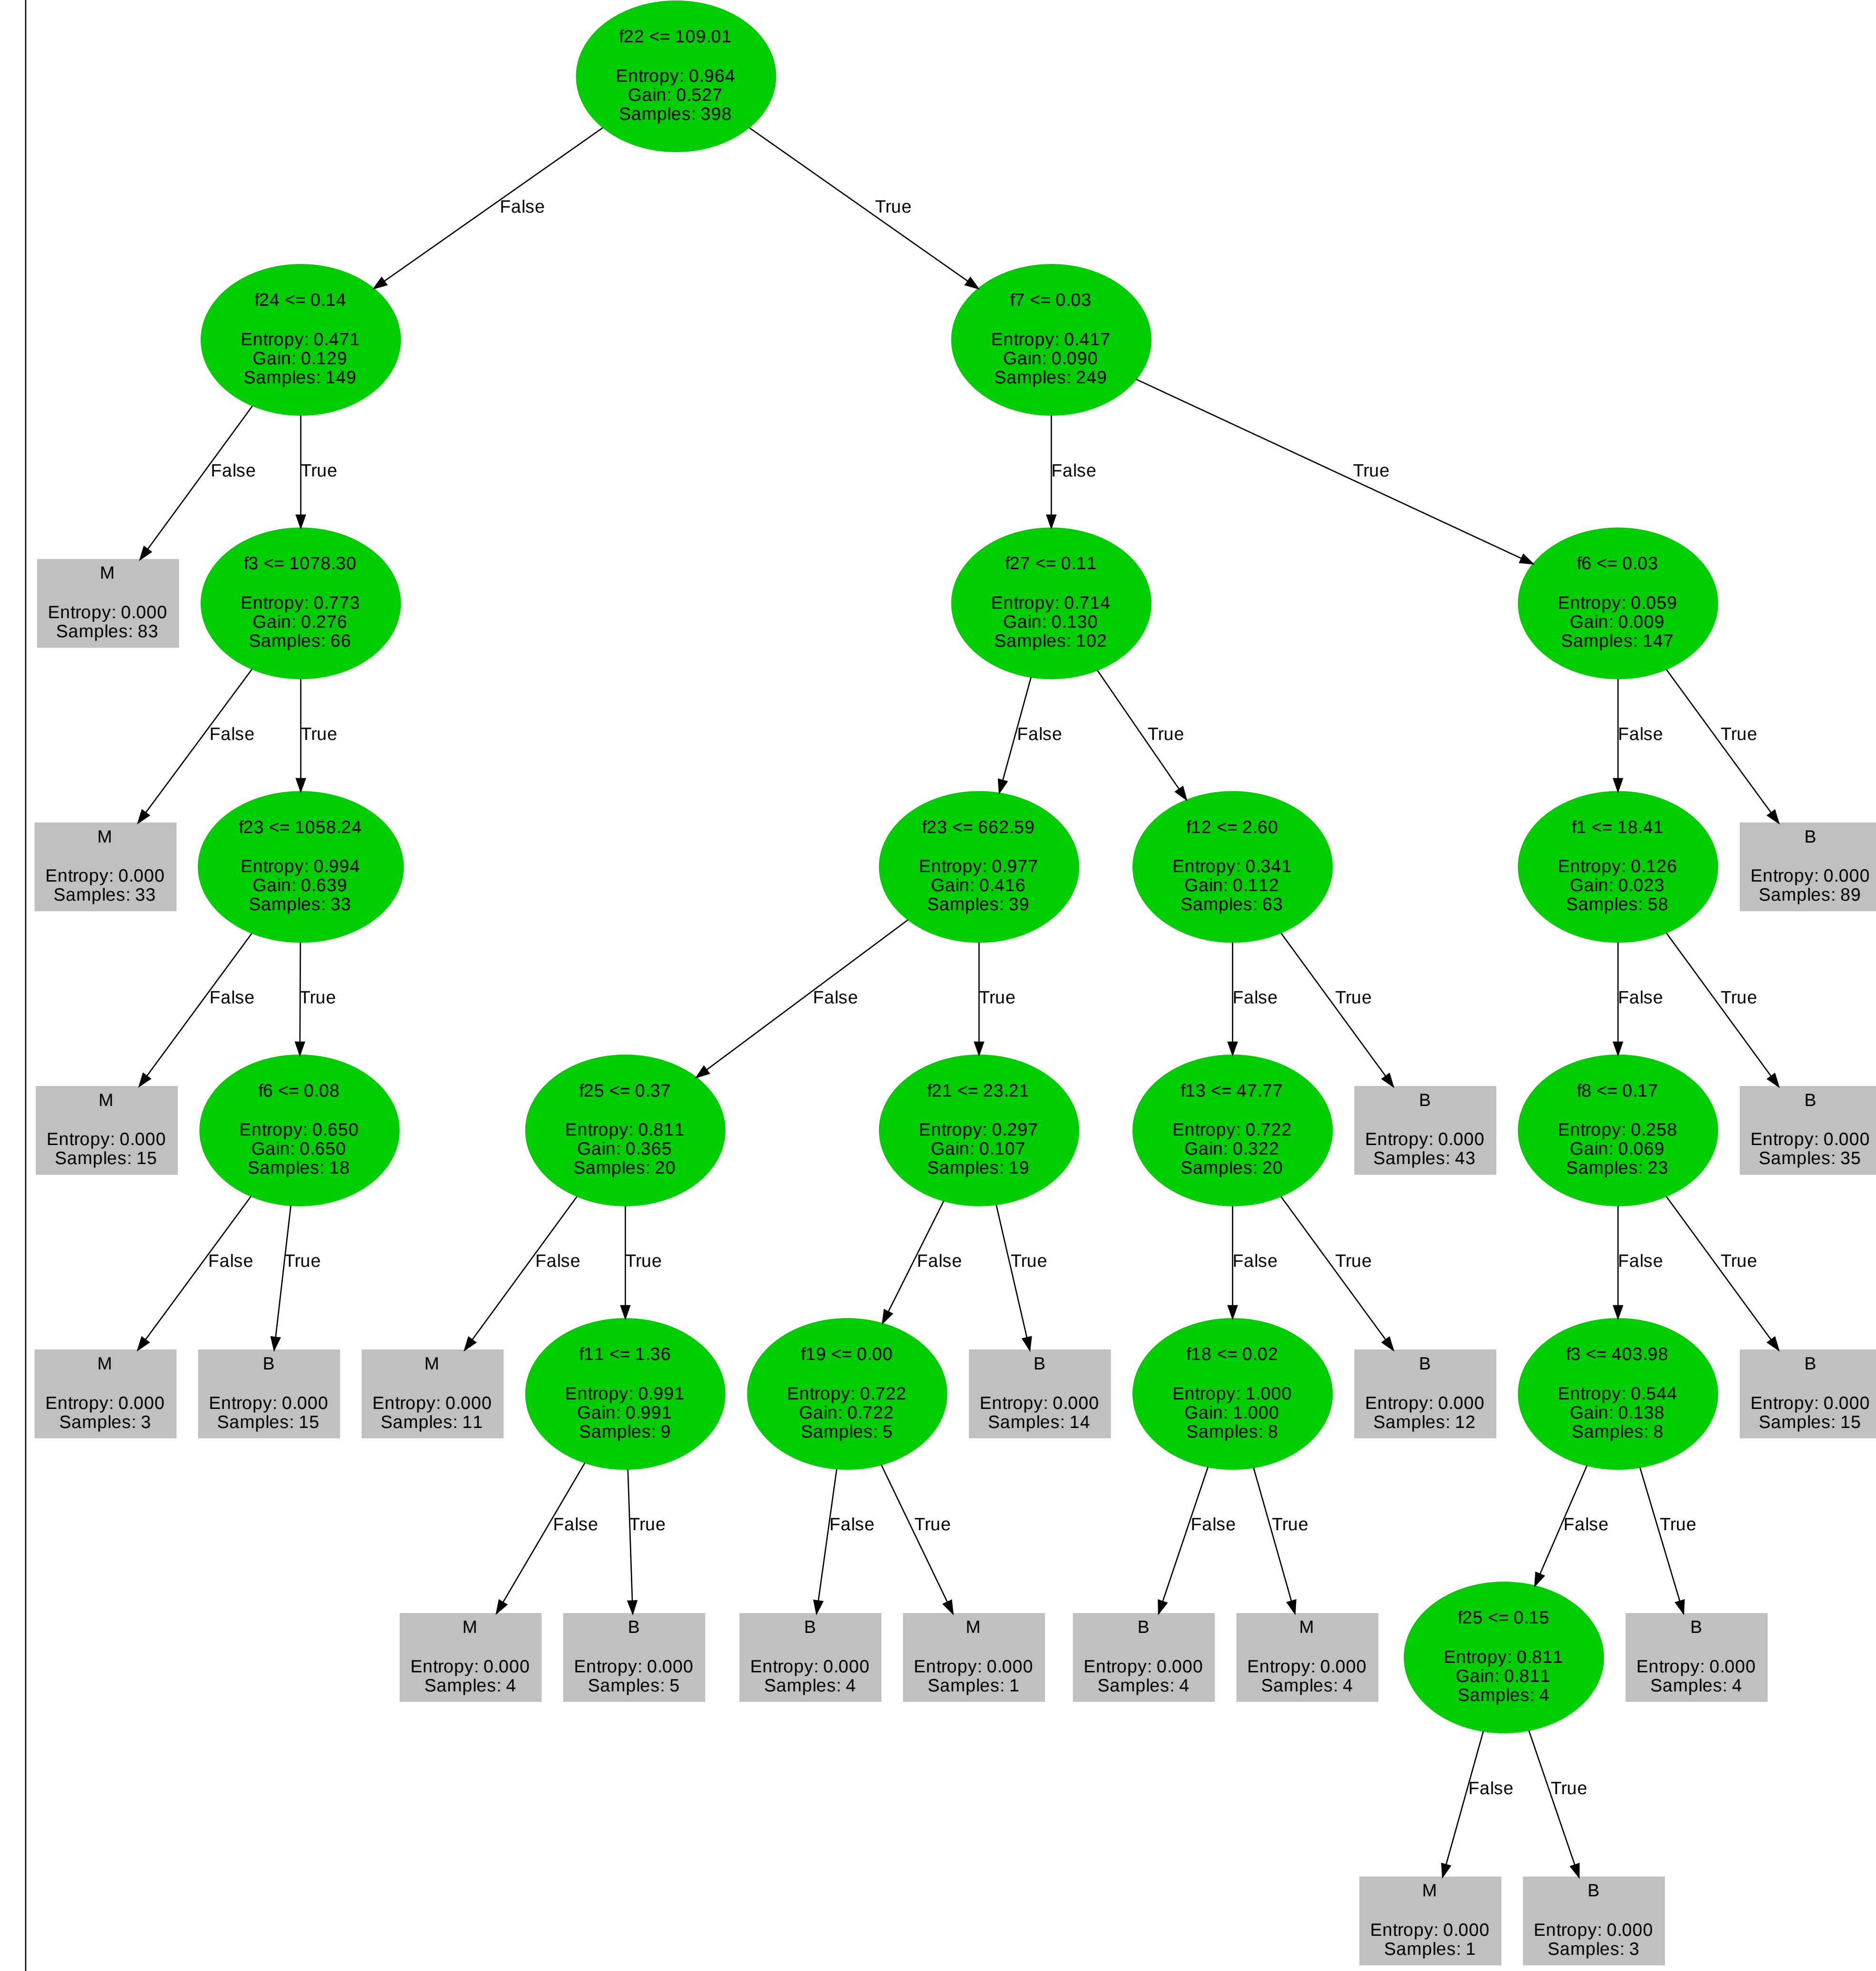 f22 <= 109.01
Entropy: 0.964
Gain: 0.527
Samples: 398
False
True
f24 <= 0.14
Entropy: 0.471
Gain: 0.129
Samples: 149
f7 <= 0.03
Entropy: 0.417
Gain: 0.090
Samples: 249
False
True
False
True
M
Entropy: 0.000
Samples: 83
f3 <= 1078.30
Entropy: 0.773
Gain: 0.276
Samples: 66
f27 <= 0.11
Entropy: 0.714
Gain: 0.130
Samples: 102
f6 <= 0.03
Entropy: 0.059
Gain: 0.009
Samples: 147
False
True
False
True
False
True
M
Entropy: 0.000
Samples: 33
f23 <= 1058.24
Entropy: 0.994
Gain: 0.639
Samples: 33
f23 <= 662.59
Entropy: 0.977
Gain: 0.416
Samples: 39
f12 <= 2.60
Entropy: 0.341
Gain: 0.112
Samples: 63
f1 <= 18.41
Entropy: 0.126
Gain: 0.023
Samples: 58
B
Entropy: 0.000
Samples: 89
False
True
False
True
False
True
False
True
M
Entropy: 0.000
Samples: 15
f6 <= 0.08
Entropy: 0.650
Gain: 0.650
Samples: 18
f25 <= 0.37
Entropy: 0.811
Gain: 0.365
Samples: 20
f21 <= 23.21
Entropy: 0.297
Gain: 0.107
Samples: 19
f13 <= 47.77
Entropy: 0.722
Gain: 0.322
Samples: 20
B
Entropy: 0.000
Samples: 43
f8 <= 0.17
Entropy: 0.258
Gain: 0.069
Samples: 23
B
Entropy: 0.000
Samples: 35
False
True
False
True
False
True
False
True
False
True
M
Entropy: 0.000
Samples: 3
B
Entropy: 0.000
Samples: 15
M
Entropy: 0.000
Samples: 11
f11 <= 1.36
Entropy: 0.991
Gain: 0.991
Samples: 9
f19 <= 0.00
Entropy: 0.722
Gain: 0.722
Samples: 5
B
Entropy: 0.000
Samples: 14
f18 <= 0.02
Entropy: 1.000
Gain: 1.000
Samples: 8
B
Entropy: 0.000
Samples: 12
f3 <= 403.98
Entropy: 0.544
Gain: 0.138
Samples: 8
B
Entropy: 0.000
Samples: 15
False
True
False
True
False
True
False
True
M
Entropy: 0.000
Samples: 4
B
Entropy: 0.000
Samples: 5
B
Entropy: 0.000
Samples: 4
M
Entropy: 0.000
Samples: 1
B
Entropy: 0.000
Samples: 4
M
Entropy: 0.000
Samples: 4
f25 <= 0.15
Entropy: 0.811
Gain: 0.811
Samples: 4
B
Entropy: 0.000
Samples: 4
False
True
M
Entropy: 0.000
Samples: 1
B
Entropy: 0.000
Samples: 3